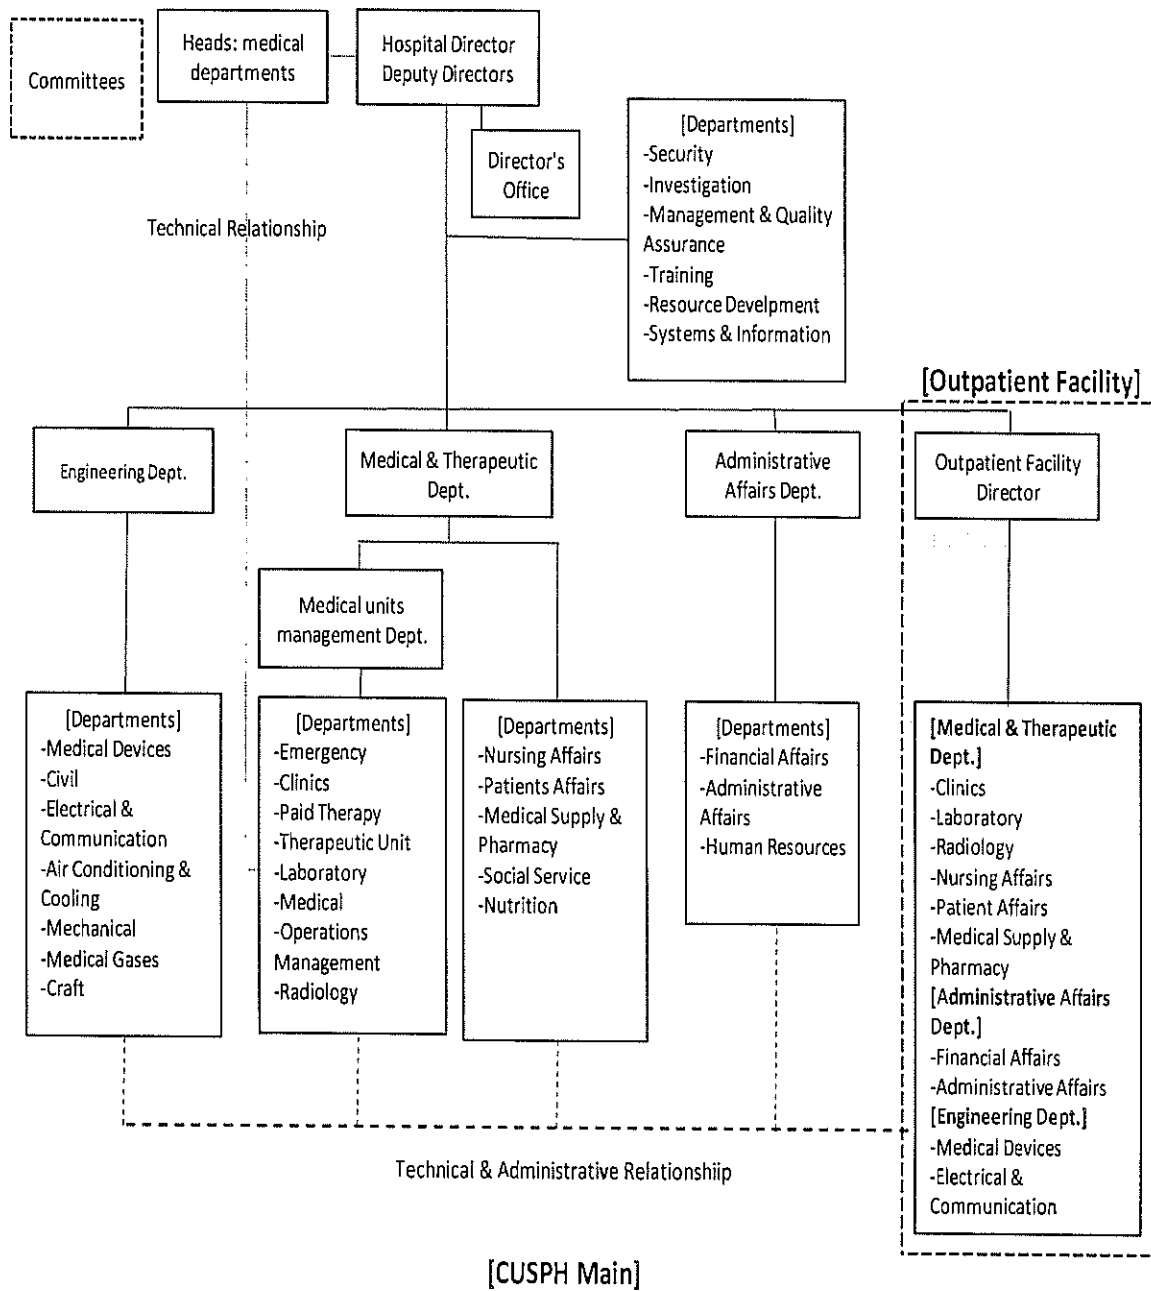 Committees
Heads: medical
departments
Hospital Director
Deputy Directors
Director's
Office
[Departments]
-Security
-Investigation
-Management & Quality
Assurance
-Training
-Resource Develpment
-Systems & Information
Technical Relationship
[Outpatient Facility]
Engineering Dept.
Medical & Therapeutic
Dept.
Administrative
Affairs Dept.
Outpatient Facility
Director
Medical units
management Dept.
[Departments]
-Medical Devices
-Civil
-Electrical &
Communication
-Air Conditioning &
Cooling
-Mechanical
-Medical Gases
-Craft
[Departments]
-Emergency
-Clinics
-Paid Therapy
-Therapeutic Unit
-Laboratory
-Medical
-Operations
Management
-Radiology
[Departments]
-Nursing Affairs
-Patients Affairs
-Medical Supply &
Pharmacy
-Social Service
-Nutrition
[Departments]
-Financial Affairs
-Administrative
Affairs
-Human Resources
[Medical & Therapeutic
Dept.]
-Clinics
-Laboratory
-Radiology
-Nursing Affairs
-Patient Affairs
-Medical Supply &
Pharmacy
[Administrative Affairs
Dept.]
-Financial Affairs
-Administrative Affairs
[Engineering Dept.]
-Medical Devices
-Electrical &
Communication
Technical & Administrative Relationshiip
[CUSPH Main]